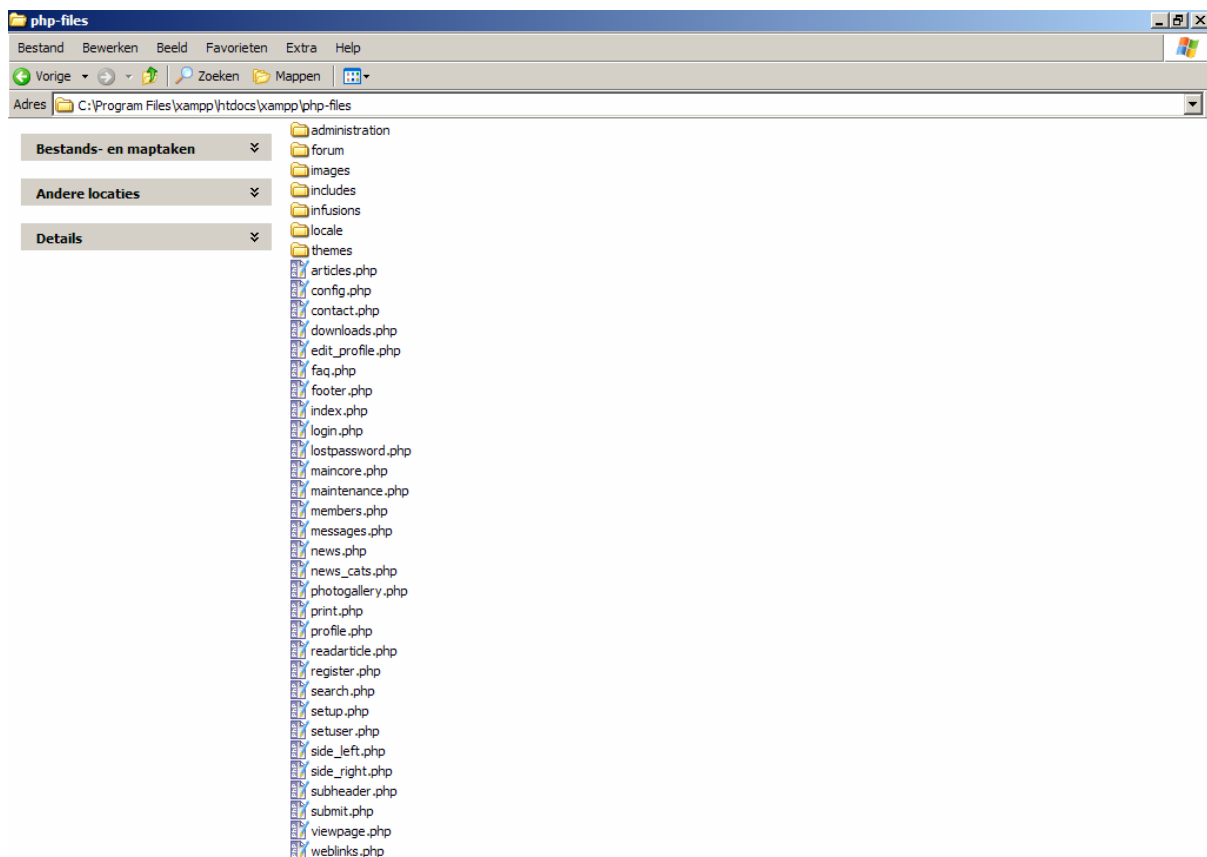 php-files
Bestand Bewerken Beeld Favorieten Extra Help
Vorige Zoeken Mappen
Adres C:\Program Files\xampp\htdocs\xampp\php-files
Bestands- en maptaken
Andere locaties
Details
administration
forum
images
includes
infusions
locale
themes
articles.php
config.php
contact.php
downloads.php
edit_profile.php
faq.php
footer.php
index.php
login.php
lostpassword.php
maincore.php
maintenance.php
members.php
messages.php
news.php
news_cats.php
photogallery.php
print.php
profile.php
readarticle.php
register.php
search.php
setup.php
setuser.php
side_left.php
side_right.php
subheader.php
submit.php
viewpage.php
weblinks.php